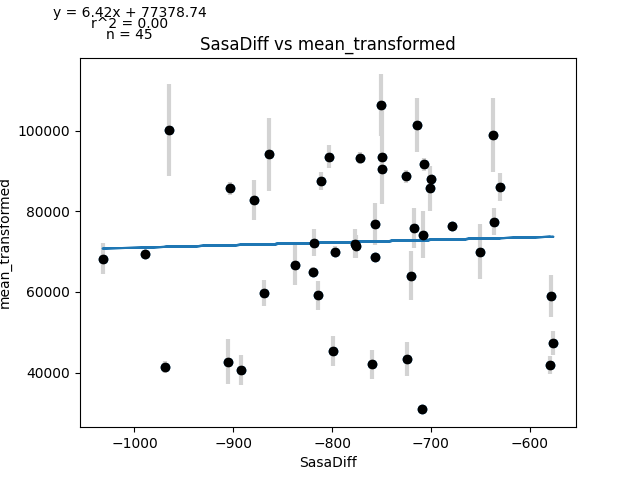 y = 6.42x + 77378.74
r^2 = 0.00
n = 45
SasaDiff vs mean_transformed
mean_transformed
100000
80000
60000
40000
−1000
−900
−800
−700
−600
SasaDiff